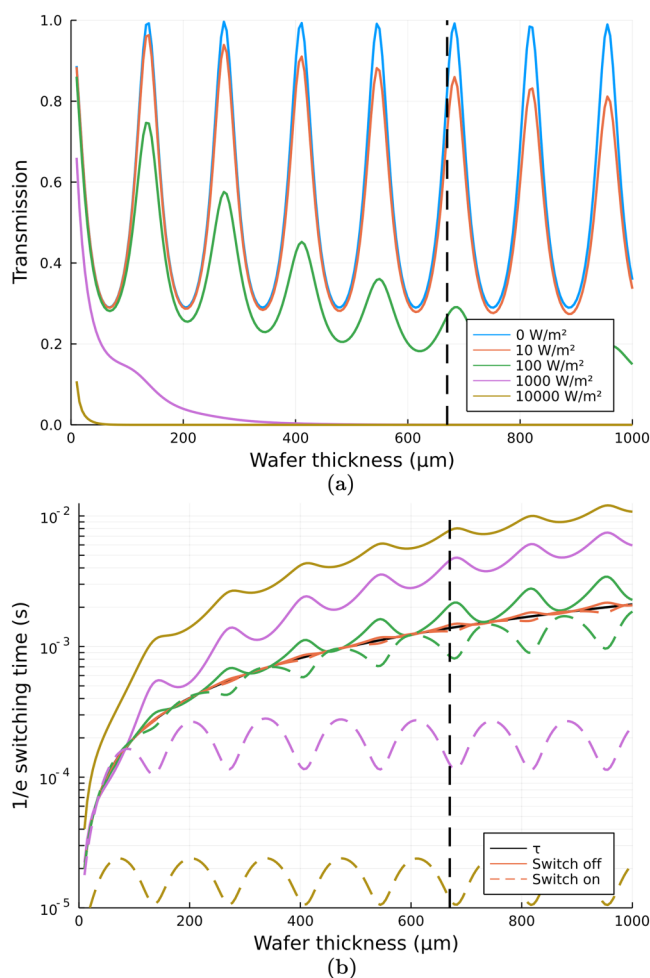 1.0
0.8
0.6
0.4
0.2
0.0
Transmission
0 W/m²
10 W/m²
100 W/m²
1000 W/m²
10000 W/m²
0 200 400 600 800 1000
Wafer thickness (μm)
(a)
10⁻²
10⁻³
10⁻⁴
10⁻⁵
1/e switching time (s)
τ
Switch off
Switch on
0 200 400 600 800 1000
Wafer thickness (μm)
(b)